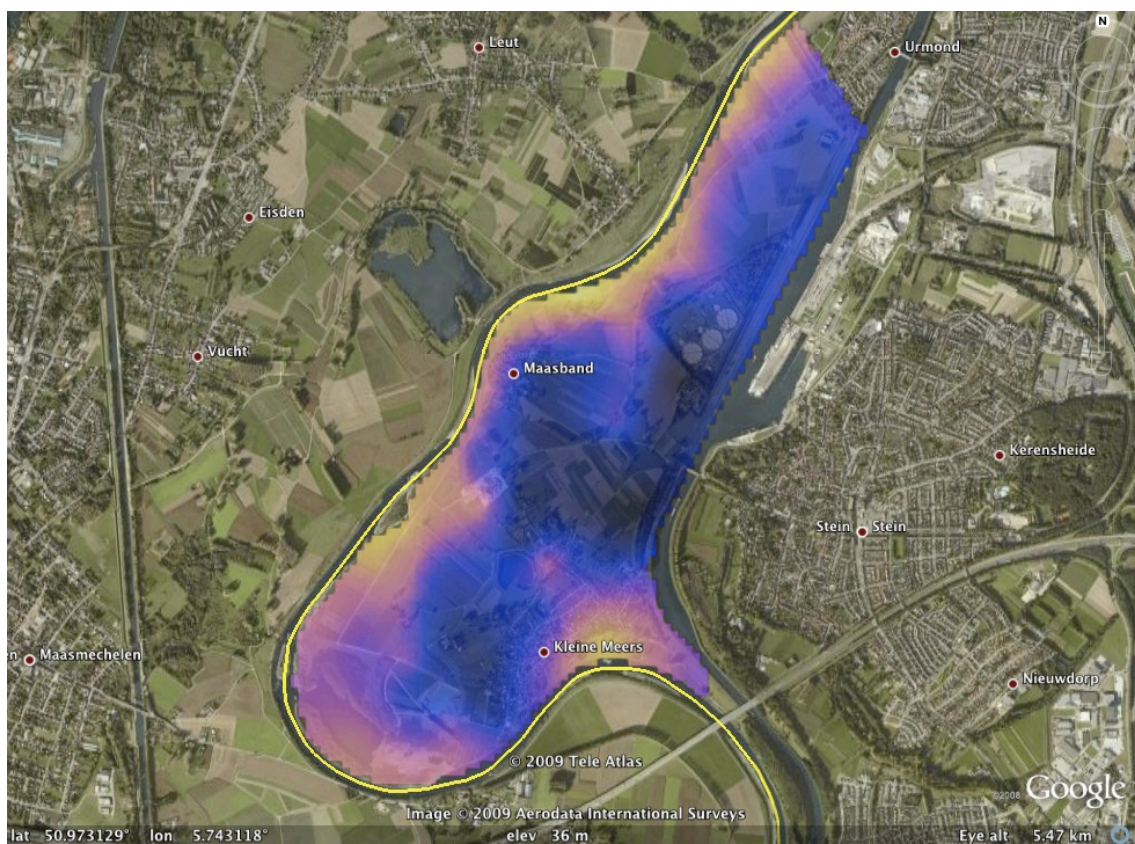 N
Leut
Urmond
Eisden
Vucht
Maasband
Kerensheide
Stein Stein
en
Maasmechelen
Kleine Meers
Nieuwdorp
© 2009 Tele Atlas
©2008 Google
Image © 2009 Aerodata International Surveys
lat 50.973129° lon 5.743118° elev 36 m Eye alt 5.47 km